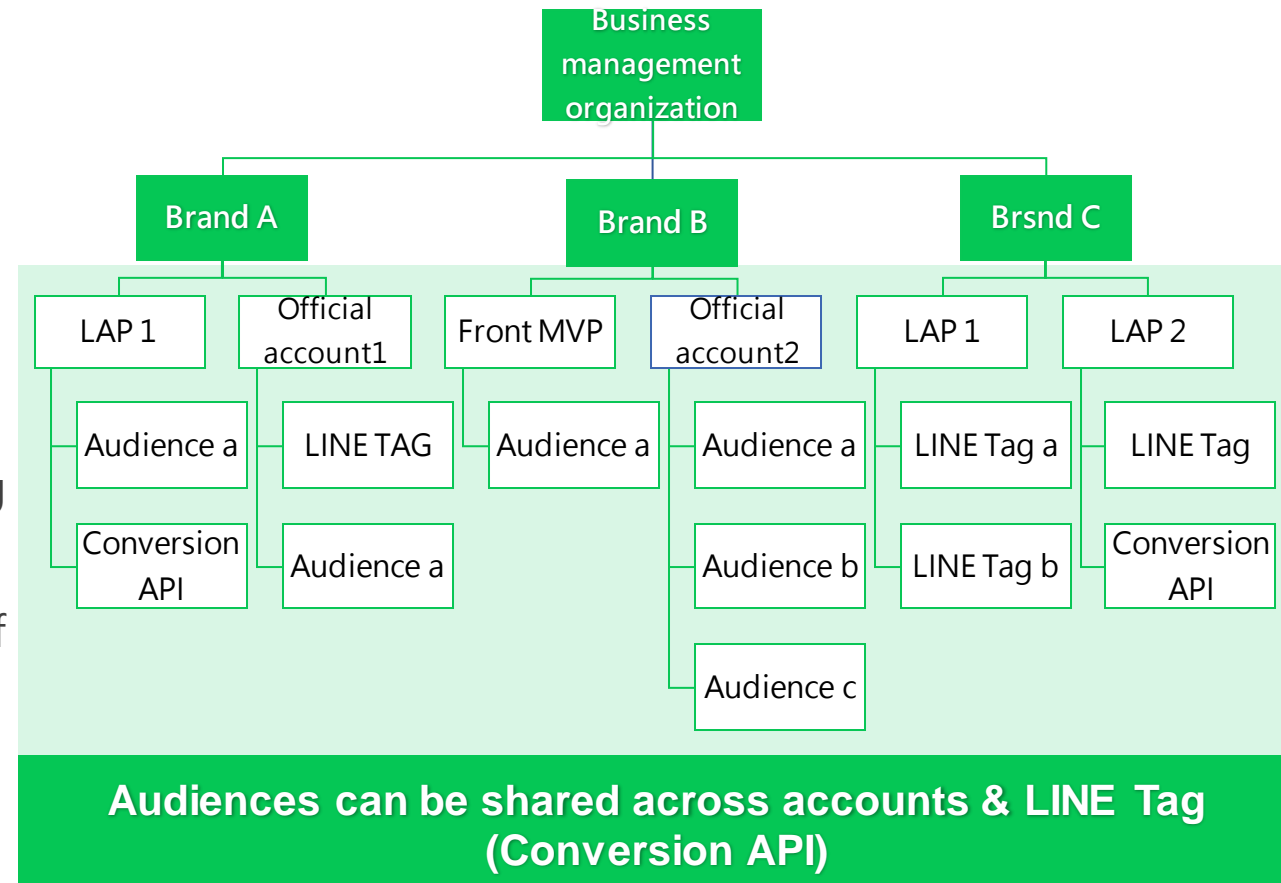 Business
management
organization
Brand A
Brand B
Brsnd C
LAP 1
Official
account1
Front MVP
Official
account2
LAP 1
LAP 2
Audience a
LINE TAG
Audience a
Audience a
LINE Tag a
LINE Tag
g
Conversion
API
Audience a
Audience b
LINE Tag b
Conversion
API
f
Audience c
Audiences can be shared across accounts & LINE Tag
(Conversion API)